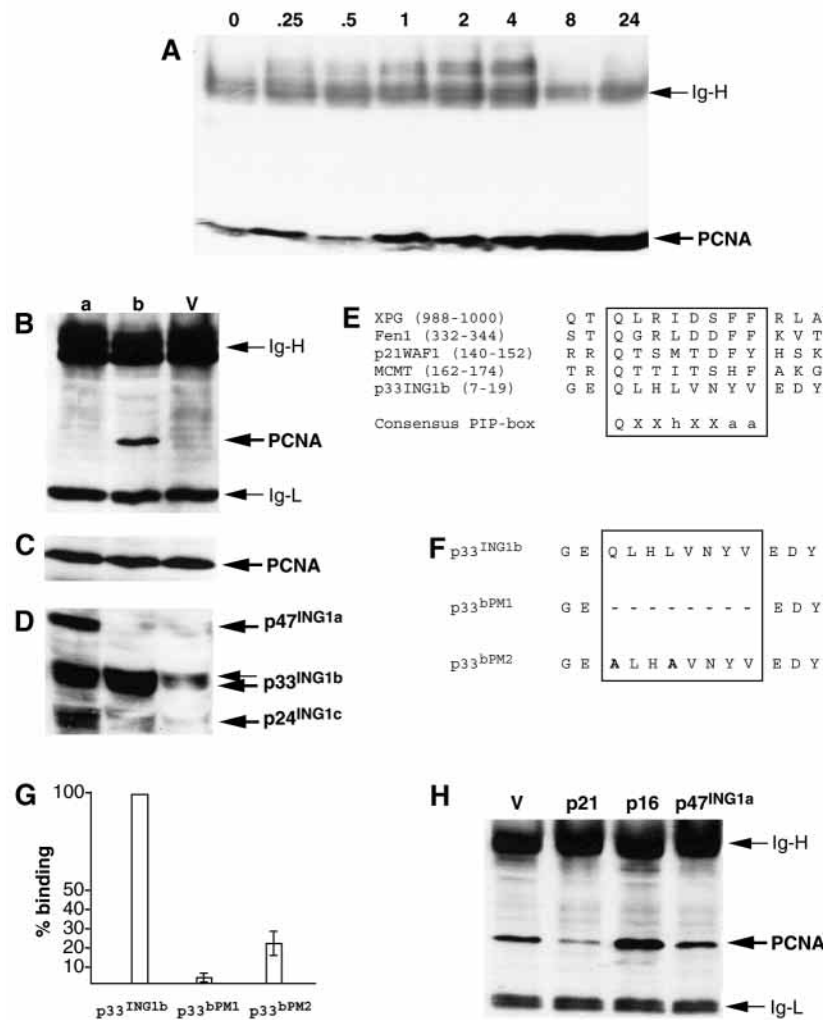 0 .25 .5 1 2 4 8 24
A
Ig-H
PCNA
a b V
B
Ig-H
PCNA
Ig-L
C
PCNA
D
p47ING1a
p33ING1b
p24ING1c
E
XPG (988-1000) Q T Q L R I D S F F R L A
Fen1 (332-344) S T Q G R L D D F F K V T
p21WAF1 (140-152) R R Q T S M T D F Y H S K
MCMT (162-174) T R Q T T I T S H F A K G
p33ING1b (7-19) G E Q L H L V N Y V E D Y
Consensus PIP-box Q X X h X X a a
F
p33ING1b G E Q L H L V N Y V E D Y
p33bPM1 G E - - - - - - - - E D Y
p33bPM2 G E A L H A V N Y V E D Y
G
% binding
100
50
40
30
20
10
p33ING1b p33bPM1 p33bPM2
H
V p21 p16 p47ING1a
Ig-H
PCNA
Ig-L